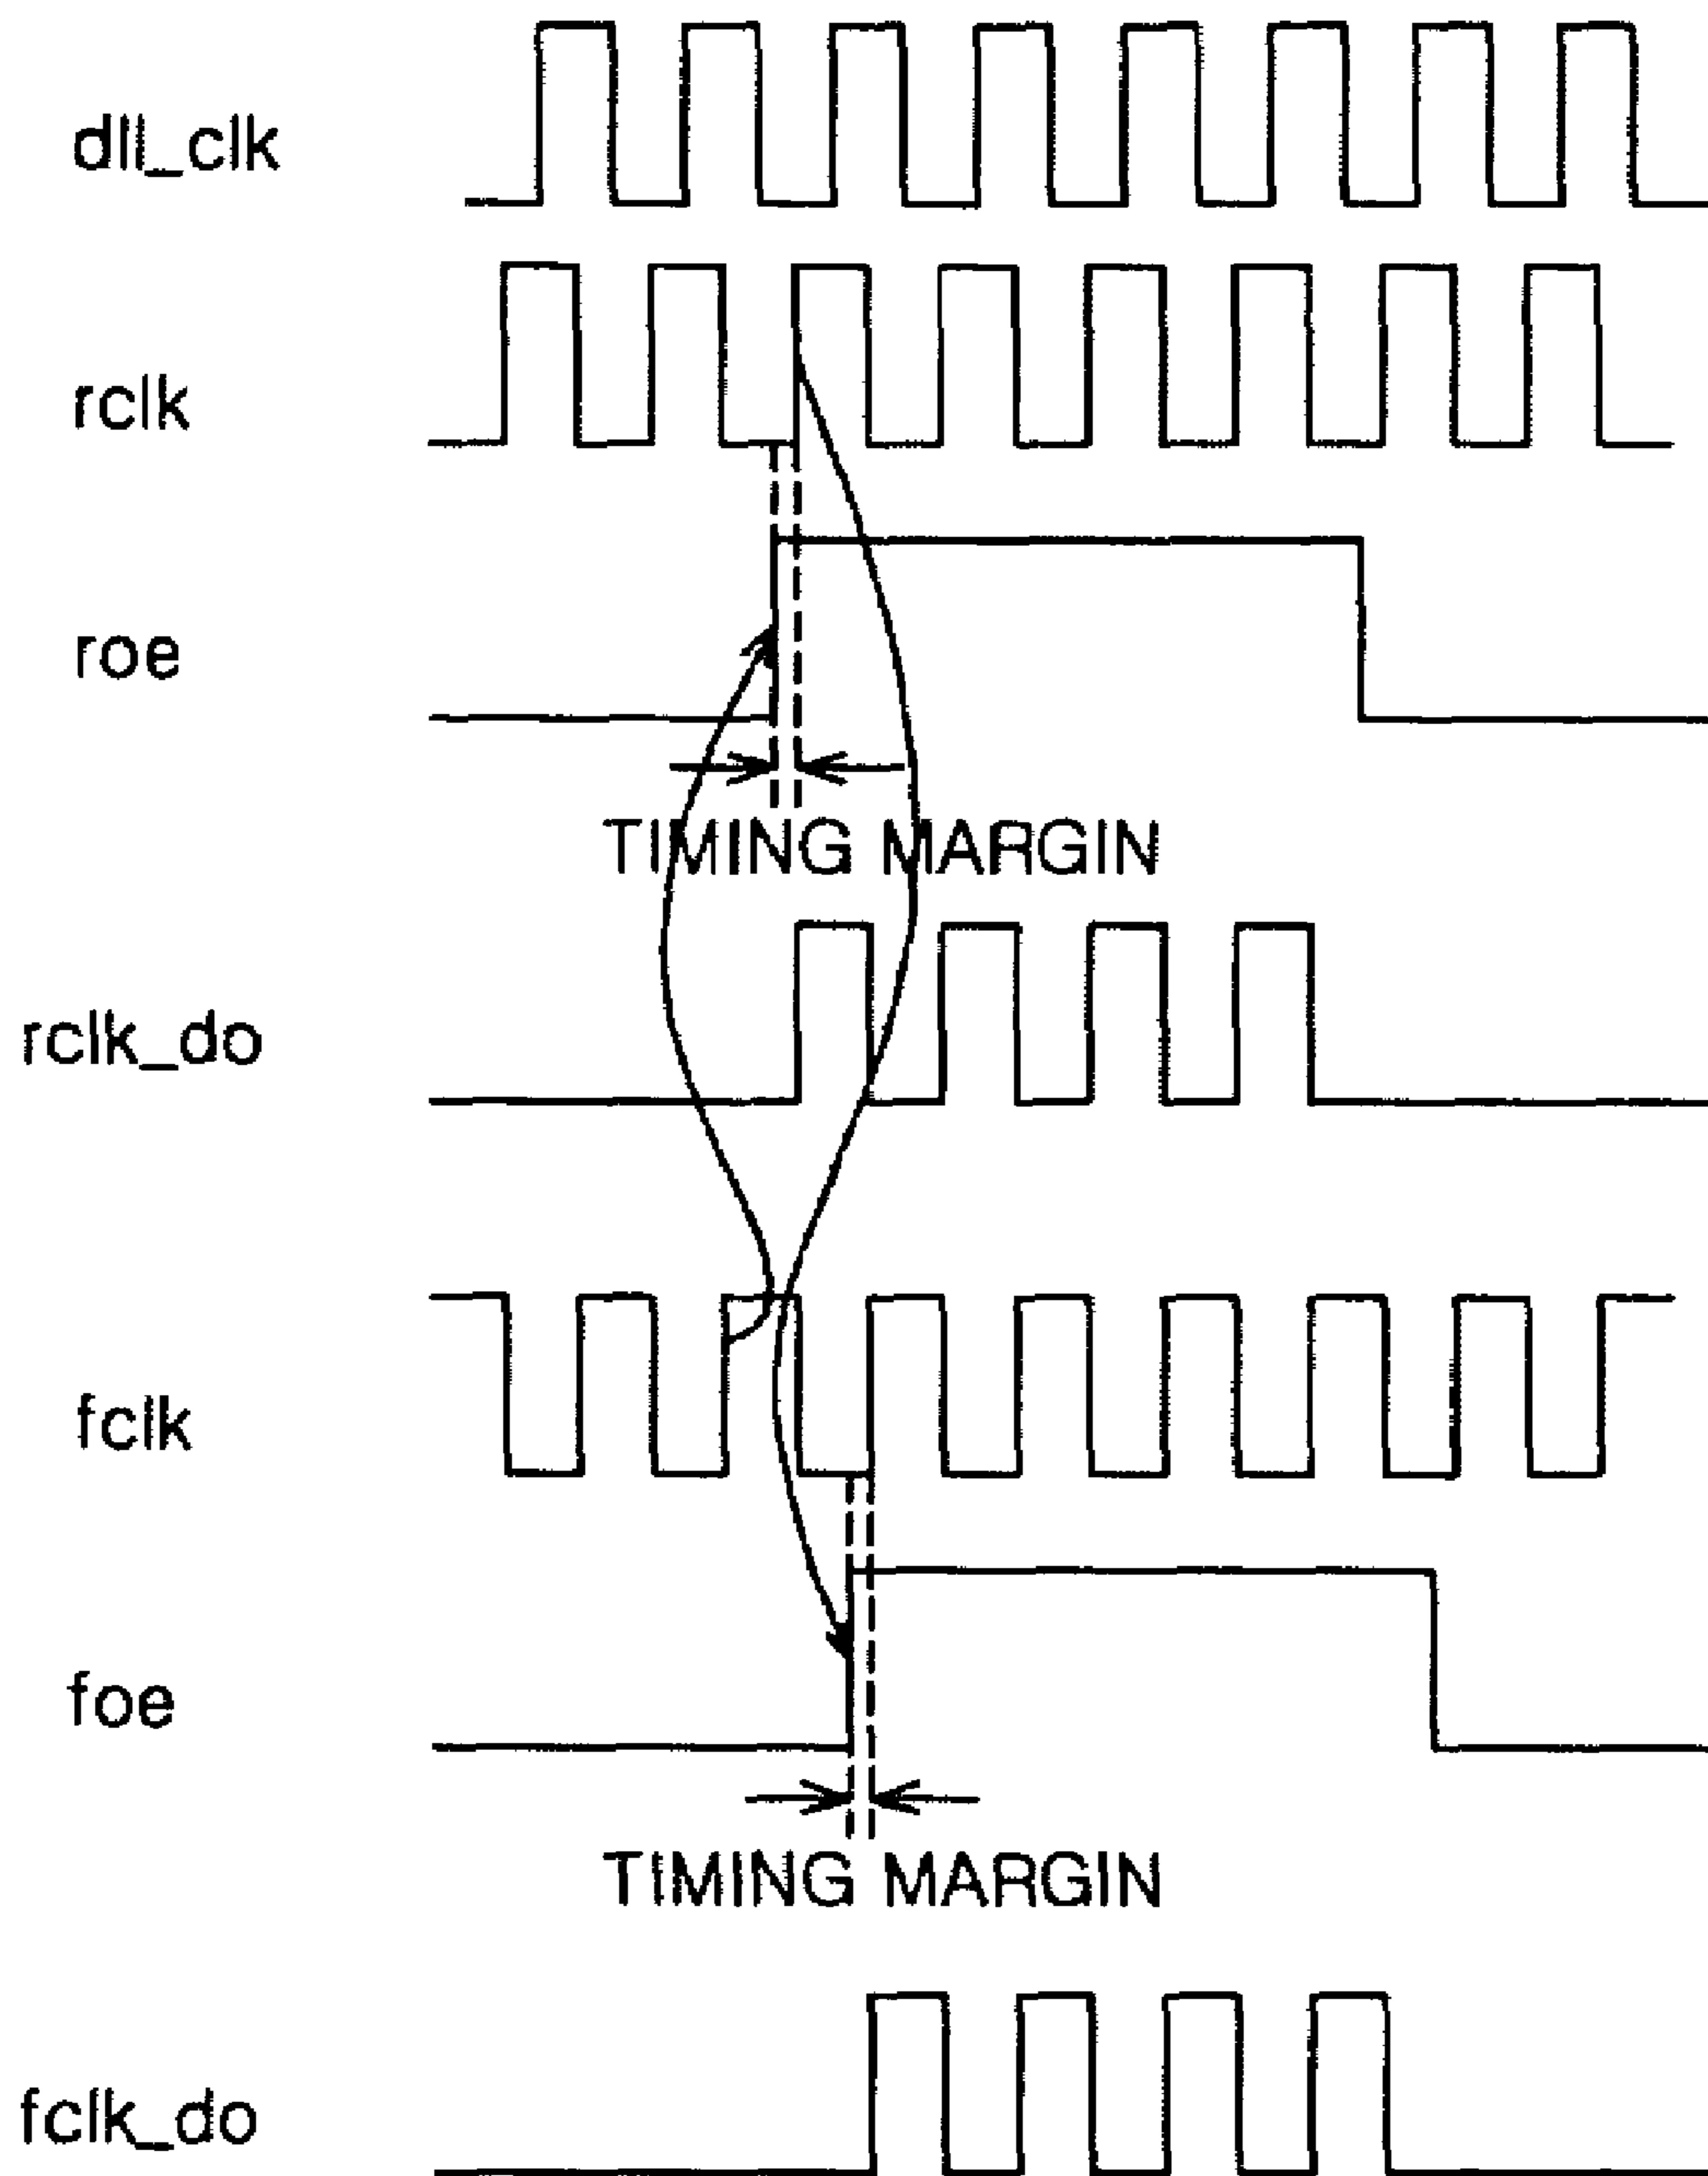 dll_clk
rclk
roe
TIMING MARGIN
rclk_do
fclk
foe
TIMING MARGIN
fclk_do